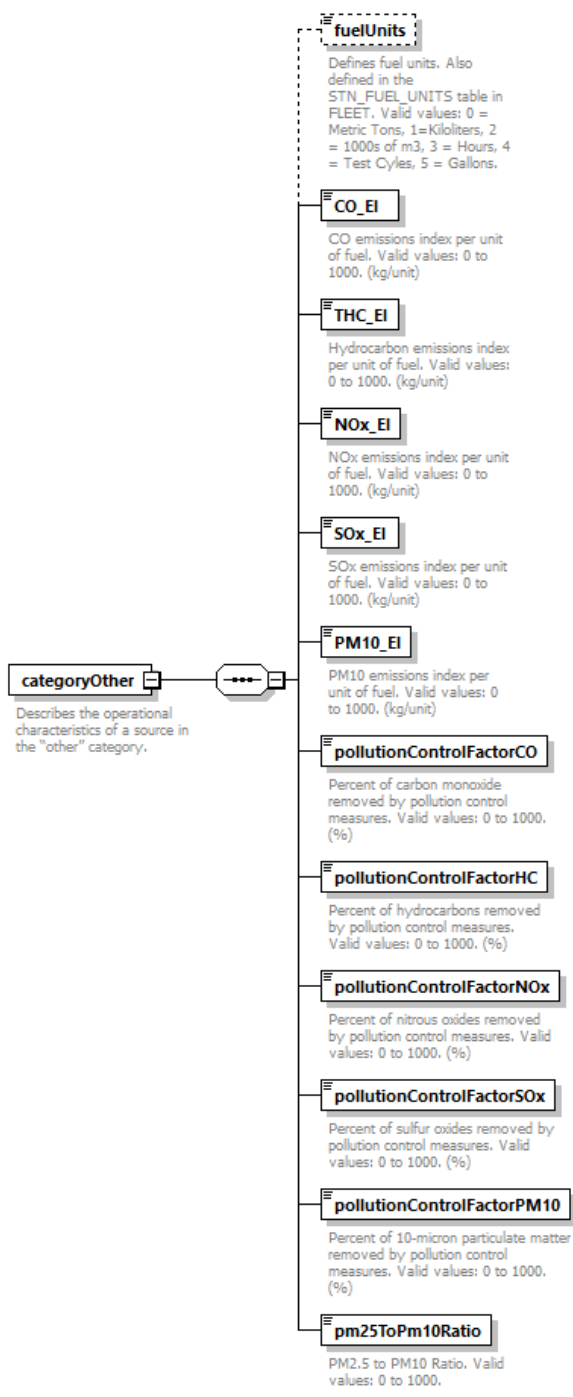 fuelUnits
Defines fuel units. Also
defined in the
STN_FUEL_UNITS table in
FLEET. Valid values: 0 =
Metric Tons, 1=Kiloliters, 2
= 1000s of m3, 3 = Hours, 4
= Test Cyles, 5 = Gallons.
CO_EI
CO emissions index per unit
of fuel. Valid values: 0 to
1000. (kg/unit)
THC_EI
Hydrocarbon emissions index
per unit of fuel. Valid values:
0 to 1000. (kg/unit)
NOx_EI
NOx emissions index per unit
of fuel. Valid values: 0 to
1000. (kg/unit)
SOx_EI
SOx emissions index per unit
of fuel. Valid values: 0 to
1000. (kg/unit)
categoryOther
Describes the operational
characteristics of a source in
the "other" category.
PM10_EI
PM10 emissions index per
unit of fuel. Valid values: 0
to 1000. (kg/unit)
pollutionControlFactorCO
Percent of carbon monoxide
removed by pollution control
measures. Valid values: 0 to 1000.
(%)
pollutionControlFactorHC
Percent of hydrocarbons removed
by pollution control measures.
Valid values: 0 to 1000. (%)
pollutionControlFactorNOx
Percent of nitrous oxides removed
by pollution control measures. Valid
values: 0 to 1000. (%)
pollutionControlFactorSOx
Percent of sulfur oxides removed by
pollution control measures. Valid
values: 0 to 1000. (%)
pollutionControlFactorPM10
Percent of 10-micron particulate matter
removed by pollution control
measures. Valid values: 0 to 1000.
(%)
pm25ToPm10Ratio
PM2.5 to PM10 Ratio. Valid
values: 0 to 1000.